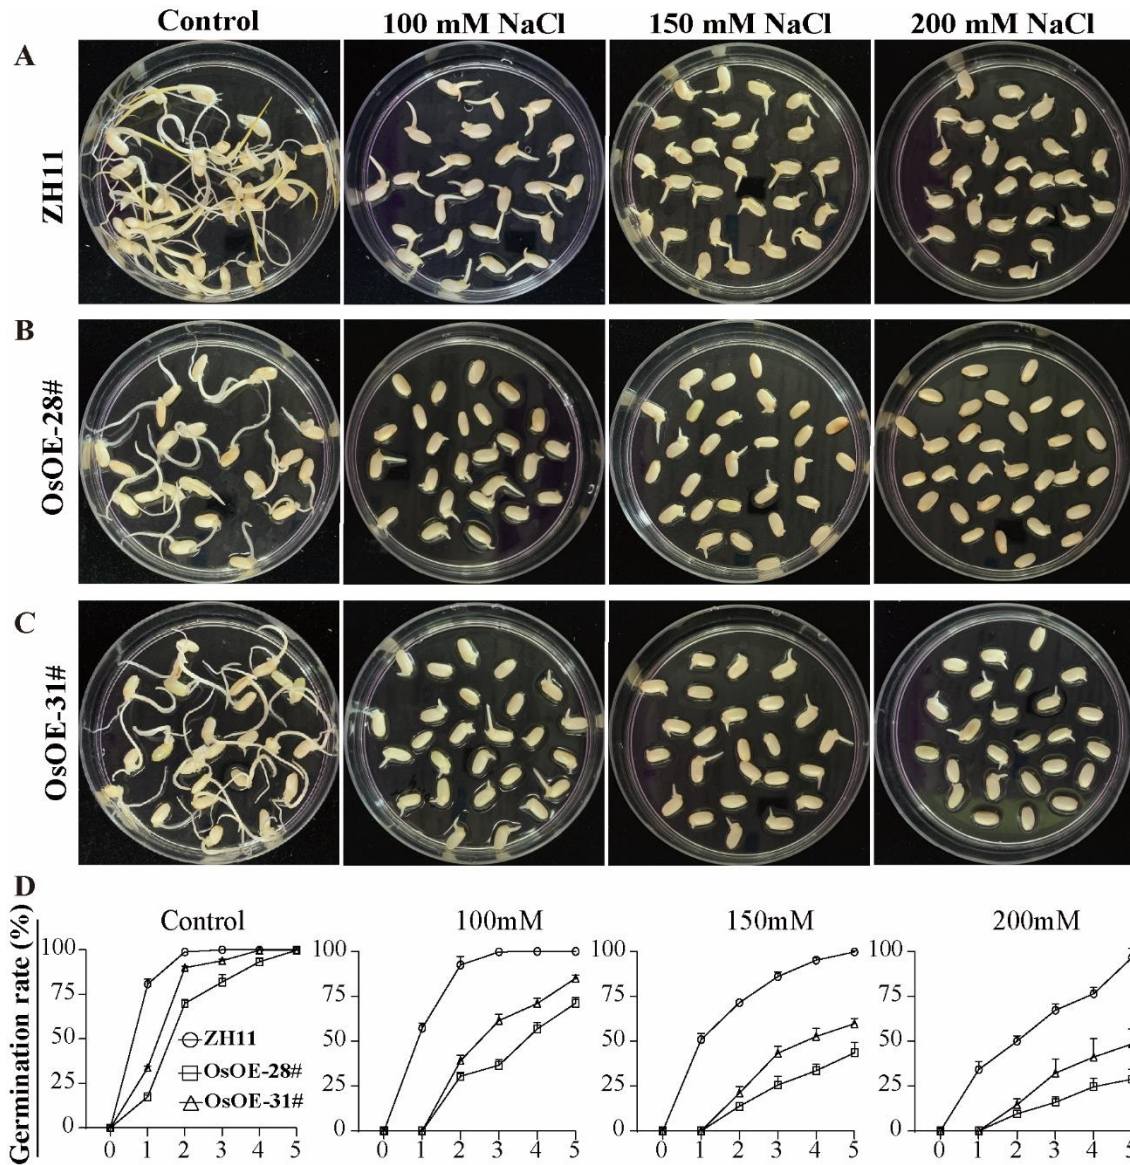 Control 100 mM NaCl 150 mM NaCl 200 mM NaCl
A
ZH11
B
OsOE-28#
C
OsOE-31#
D
Control 100mM 150mM 200mM
Germination rate (%)
100 100 100 100
75 75 75 75
50 50 50 50
25 25 25 25
0 0 0 0
ZH11
OsOE-28#
OsOE-31#
0 1 2 3 4 5 0 1 2 3 4 5 0 1 2 3 4 5 0 1 2 3 4 5